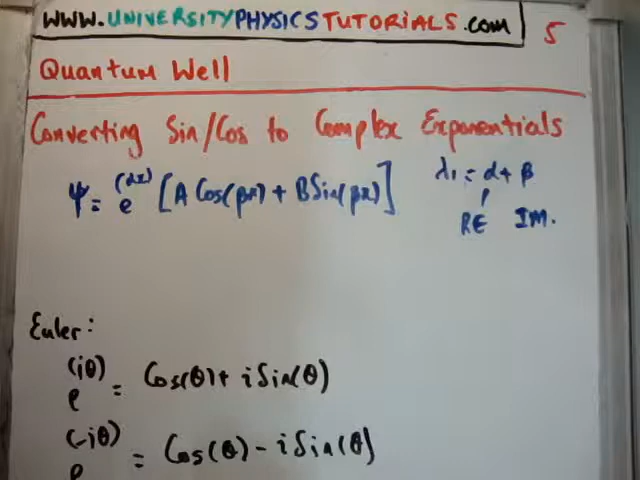 WWW.UNIVERSITYPHYSICSTUTORIALS.COM 5
Quantum Well
Converting Sin/Cos to Complex Exponentials
ψ = e^(αx) [A Cos(βx) + B Sin(βx)] λ₁ = α + β
RE IM.
Euler:
e^(iθ) = Cos(θ) + i Sin(θ)
e^(-iθ) = Cos(θ) - i Sin(θ)